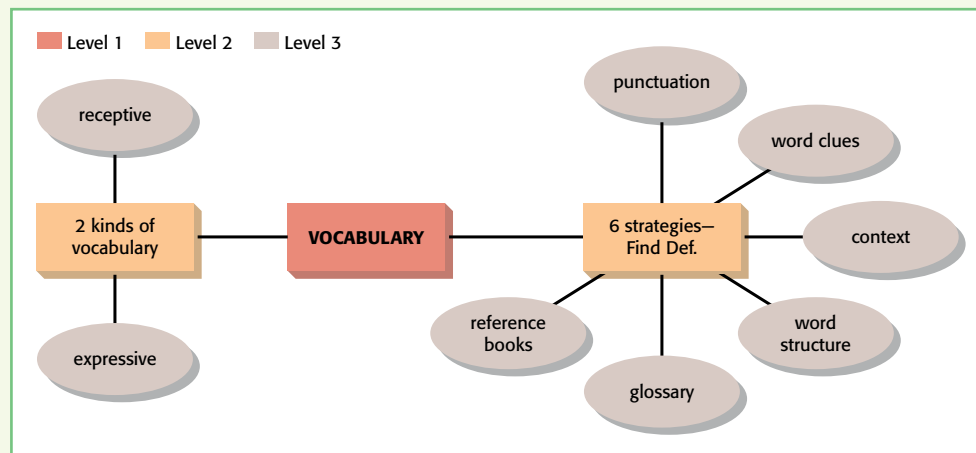 Level 1
Level 2
Level 3
receptive
2 kinds of
vocabulary
expressive
VOCABULARY
punctuation
word clues
6 strategies—
Find Def.
context
reference
books
word
structure
glossary